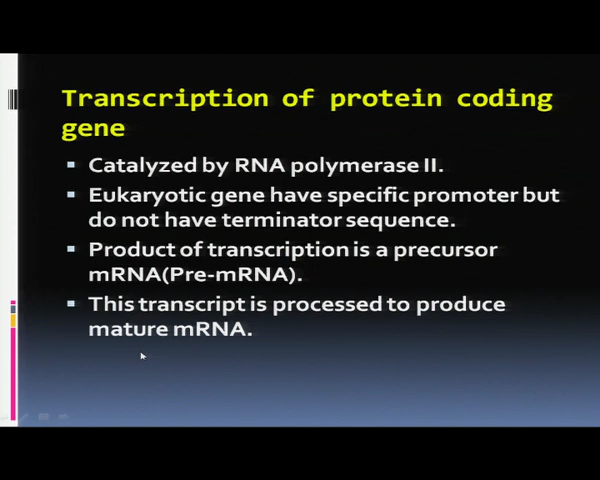 Transcription of protein coding
gene
Catalyzed by RNA polymerase II.
Eukaryotic gene have specific promoter but
do not have terminator sequence.
Product of transcription is a precursor
mRNA(Pre-mRNA).
This transcript is processed to produce
mature mRNA.